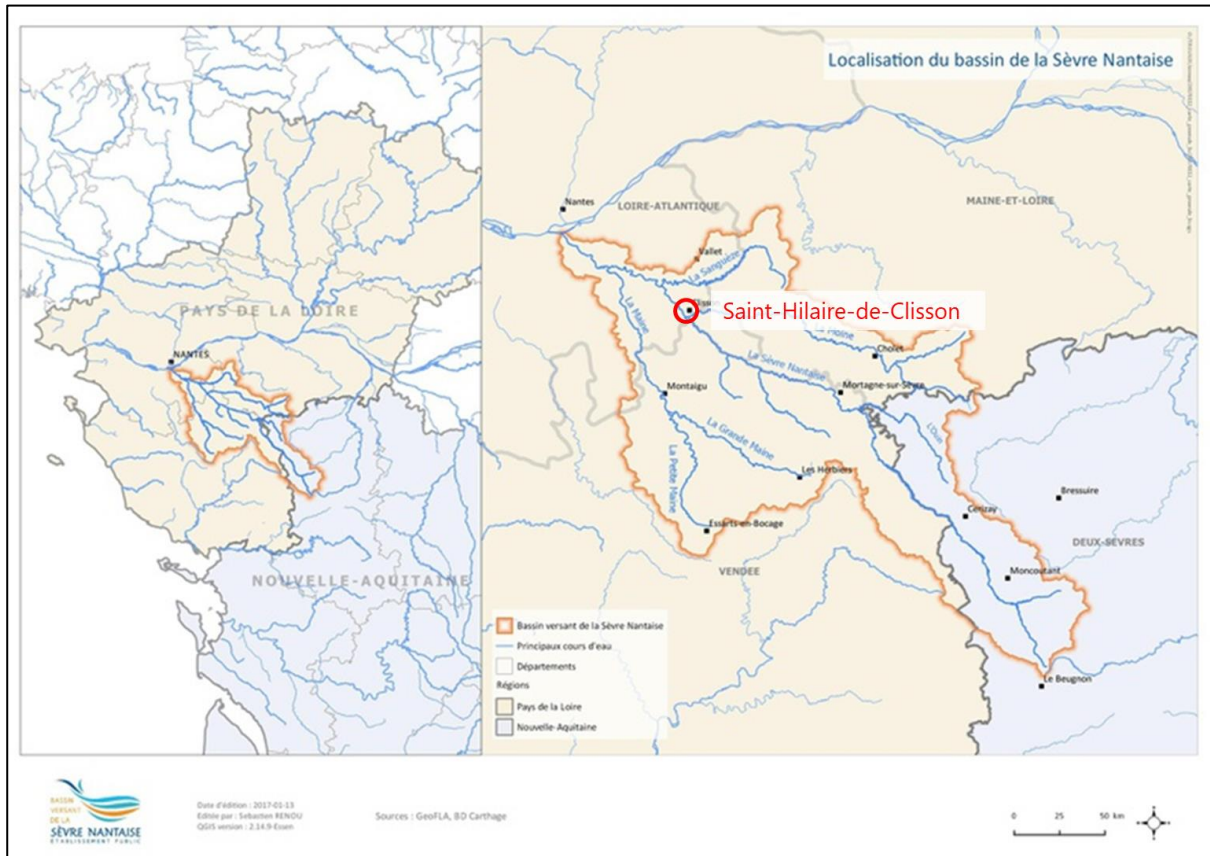 Localisation du bassin de la Sèvre Nantaise
PAYS DE LA LOIRE
NANTES
NOUVELLE-AQUITAINE
Nantes
LOIRE-ATLANTIQUE
MAINE-ET-LOIRE
Vallet
La Sanguèze
Saint-Hilaire-de-Clisson
La Maine
La Moine
Cholet
La Sèvre Nantaise
Mortagne-sur-Sèvre
Montaigu
L'Ouin
La Grande Maine
La Petite Maine
Les Herbiers
Bressuire
Cerizay
Essarts-en-Bocage
DEUX-SEVRES
VENDEE
Moncoutant
Le Beugnon
Bassin versant de la Sèvre Nantaise
Principaux cours d'eau
Départements
Régions
Pays de la Loire
Nouvelle-Aquitaine
BASSIN
VERSANT
DE LA
SÈVRE NANTAISE
ÉTABLISSEMENT PUBLIC
Date d'édition : 2017-01-13
Editée par : Sebastien RENOU
QGIS version : 2.14.9-Essen
Sources : GeoFLA, BD Carthage
0 25 50 km